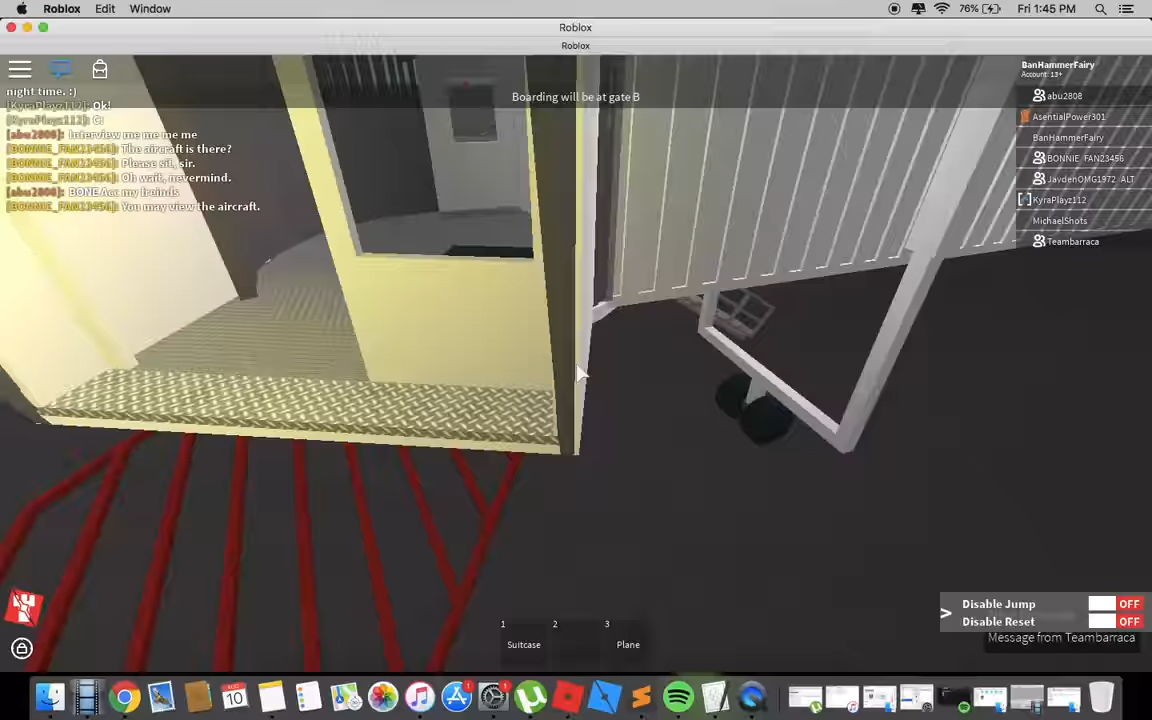 Roblox Edit Window 76% Fri 1:45 PM
Roblox
Roblox
BanHammerFairy
Account: 13+
Boarding will be at gate B
night time. :)
[KyraPlayz112]: Ok!
[KyraPlayz112]: C:
[abu2808]: Interview me me me me
[BONNIE_FAN23456]: The aircraft is there?
[BONNIE_FAN23456]: Please sit, sir.
[BONNIE_FAN23456]: Oh wait, nevermind.
[abu2808]: BONE Acc my freinds
[BONNIE_FAN23456]: You may view the aircraft.
abu2808
AsentialPower301
BanHammerFairy
BONNIE_FAN23456
JaydenOMG1972_ALT
KyraPlayz112
MichaelShots
Teambarraca
> Disable Jump OFF
Disable Reset OFF
Message from Teambarraca
1 2 3
Suitcase Plane
AUG
10
1
1